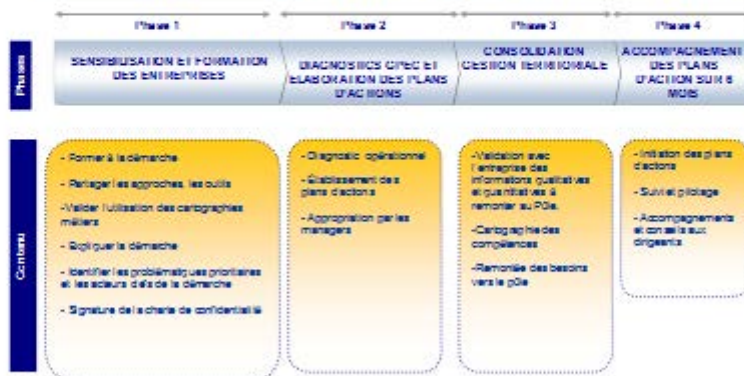 Phase 1
Phase 2
Phase 3
Phase 4
Phases
SENSIBILISATION ET FORMATION
DES ENTREPRISES
DIAGNOSTICS GPEC ET
ELABORATION DES PLANS
D'ACTIONS
CONSOLIDATION
GESTION TERRITORIALE
ACCOMPAGNEMENT
DES PLANS
D'ACTION SUR 6
MOIS
Contenu
- Former à la démarche
- Partager les approches, les outils
-Valider l'utilisation des cartographies
métiers
- Expliquer la démarche
- Identifier les problématiques prioritaires
et les acteurs clefs de la démarche
- Signature de la charte de confidentialité
-Diagnostic opérationnel
-Établissement des
plans d'actions
- Appropriation par les
managers
-Validation avec
l'entreprise des
informations qualitatives
et quantitatives à
remonter au Pôle.
-Cartographie des
compétences
-Remontée des besoins
vers le pôle
-Initiation des plans
d'actions
- Suivi et pilotage
- Accompagnements
et conseils aux
dirigeants